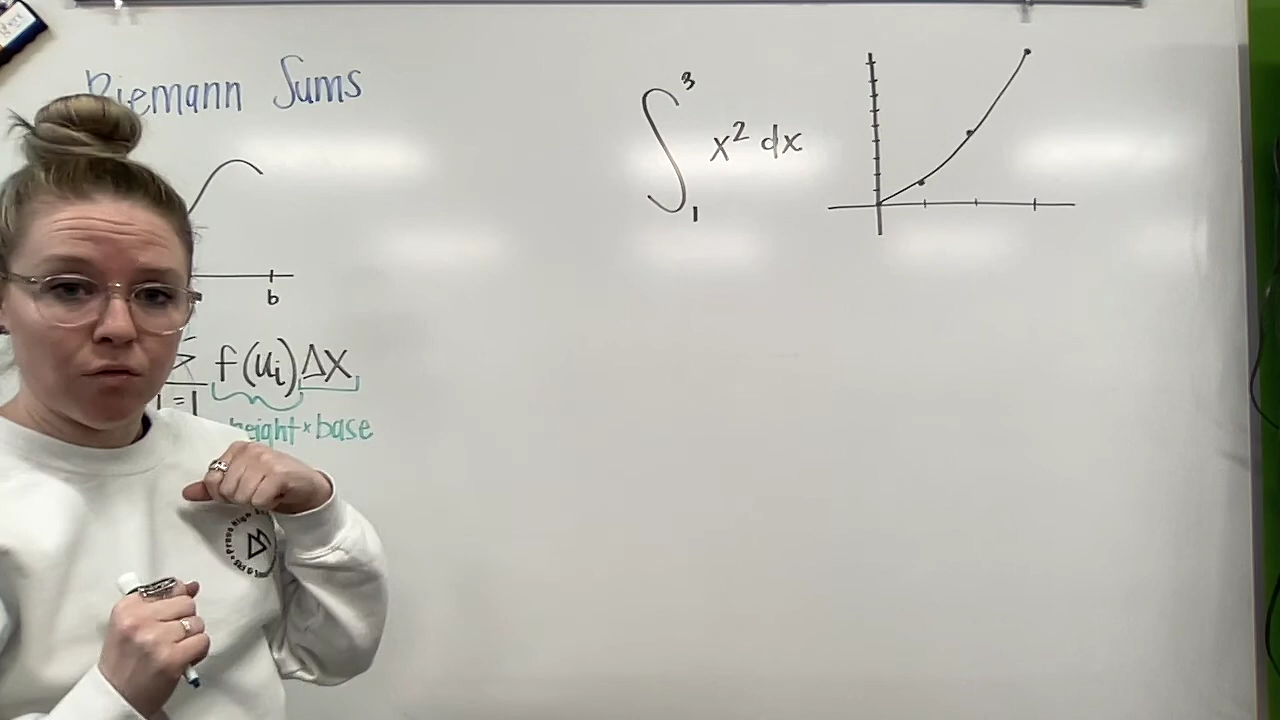 Riemann Sums
∫₁³ x² dx
b
Σ f(uᵢ) Δx
i=1
height × base